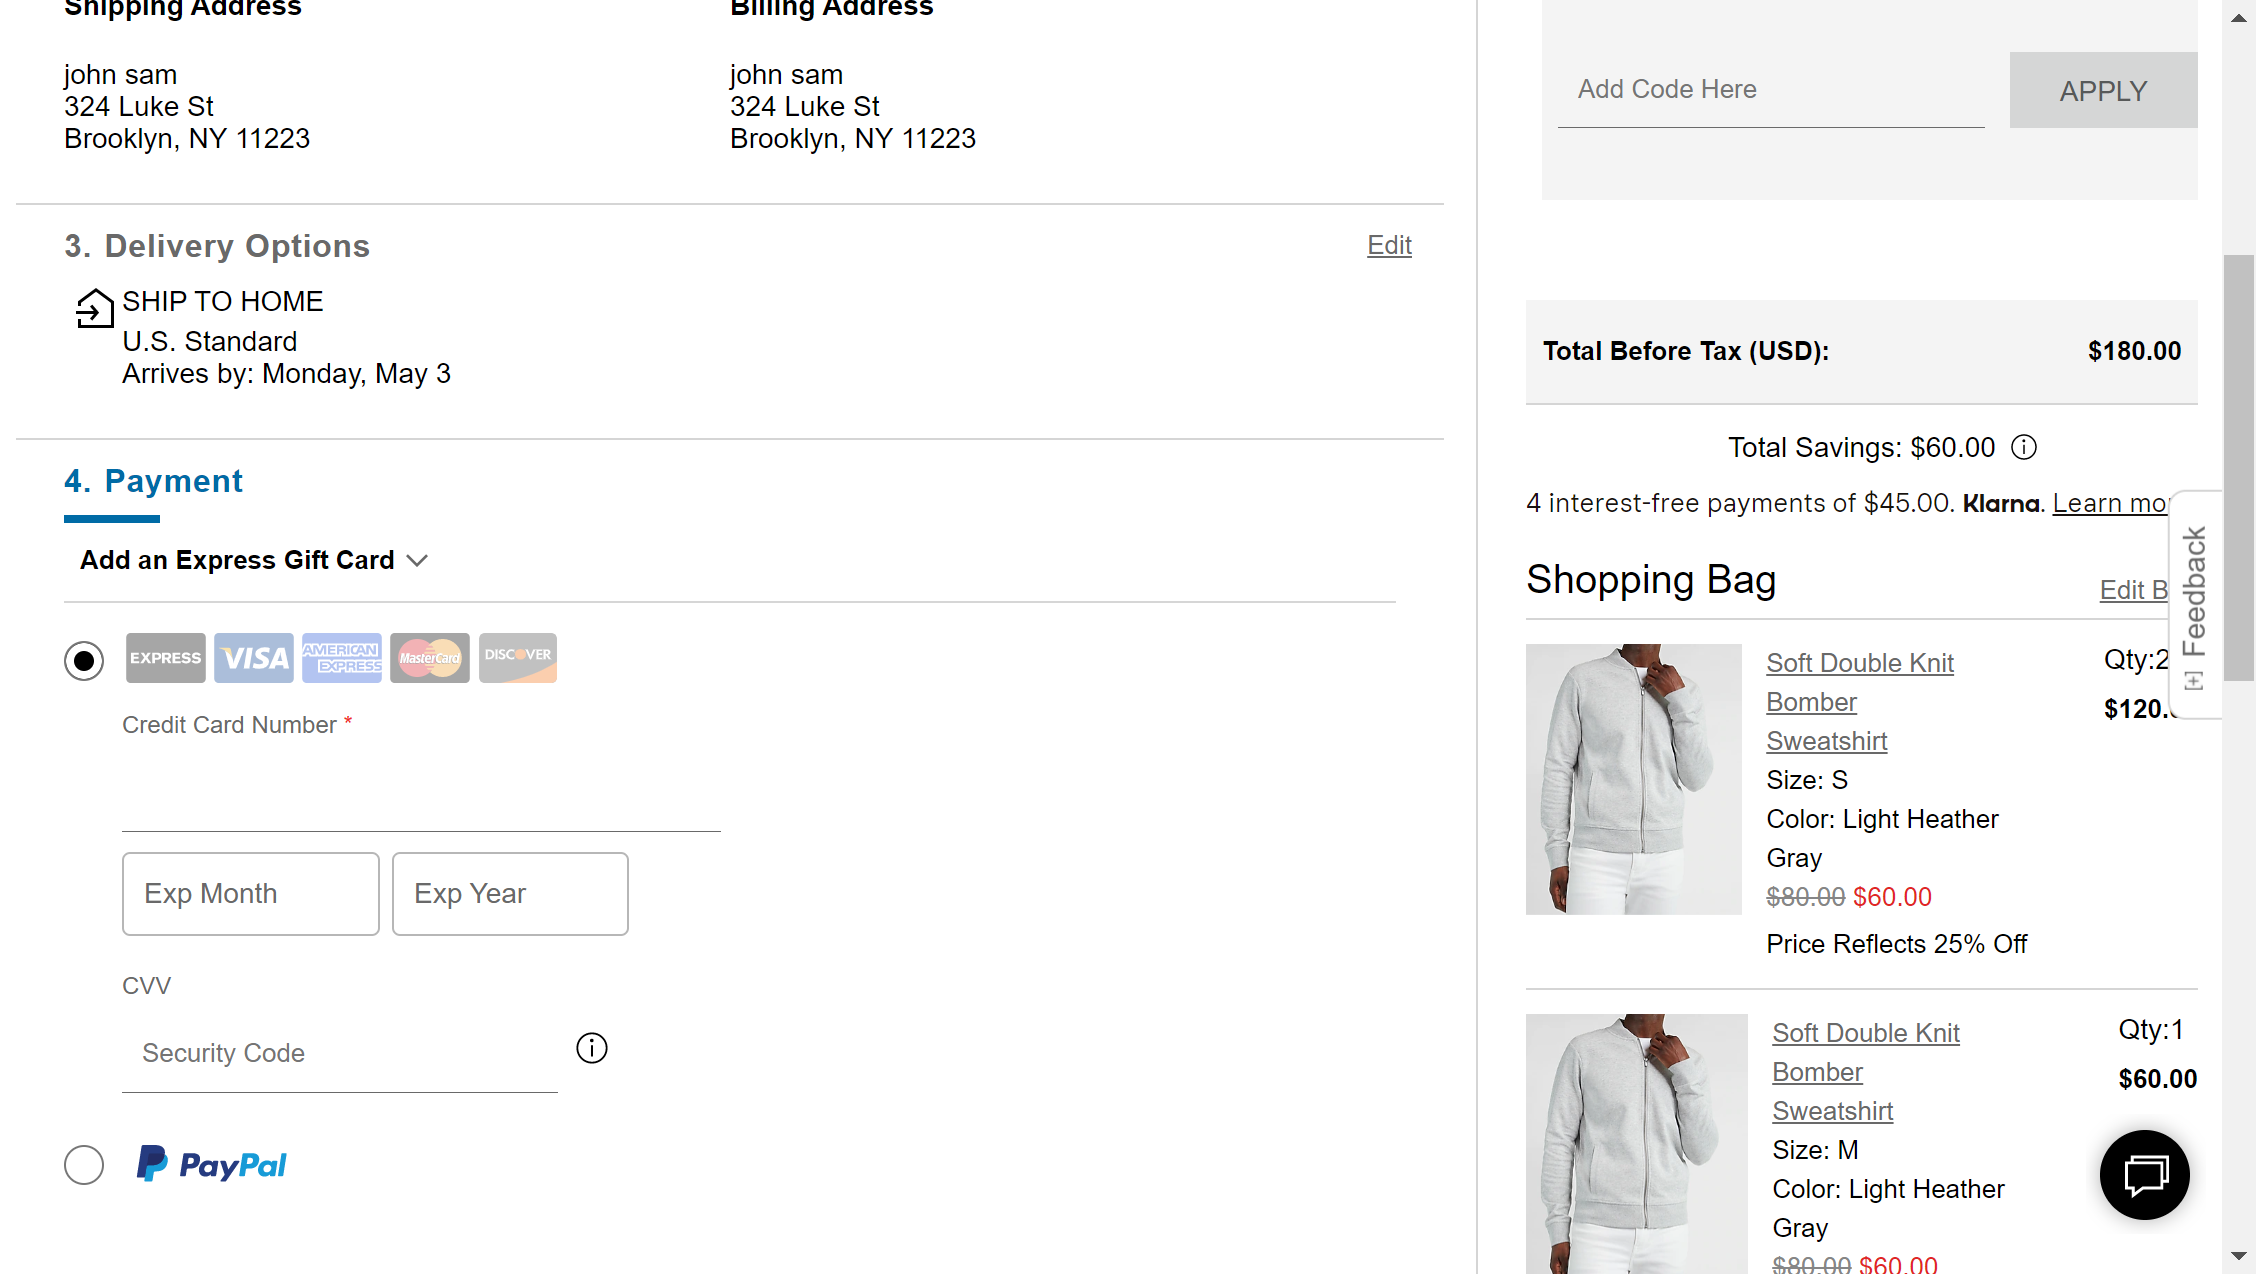 Shipping Address
john sam
324 Luke St
Brooklyn, NY 11223
Billing Address
john sam
324 Luke St
Brooklyn, NY 11223
3. Delivery Options
Edit
SHIP TO HOME
U.S. Standard
Arrives by: Monday, May 3
4. Payment
Add an Express Gift Card
EXPRESS
VISA
AMERICAN
EXPRESS
MasterCard
DISCOVER
Credit Card Number *
Exp Month
Exp Year
CVV
Security Code
PayPal
Add Code Here
APPLY
Total Before Tax (USD):
$180.00
Total Savings: $60.00
4 interest-free payments of $45.00. Klarna. Learn mo
Shopping Bag
Edit B
Soft Double Knit
Bomber
Sweatshirt
Size: S
Color: Light Heather
Gray
$80.00 $60.00
Price Reflects 25% Off
Qty:2
$120.
Soft Double Knit
Bomber
Sweatshirt
Size: M
Color: Light Heather
Gray
$80.00 $60.00
Qty:1
$60.00
[+] Feedback